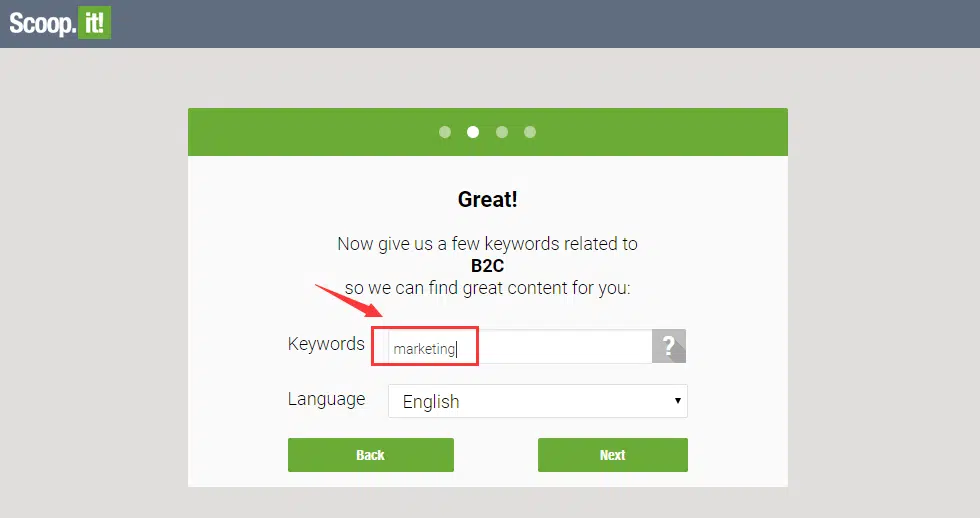 Scoop.it!
Great!
Now give us a few keywords related to
B2C
so we can find great content for you:
Keywords
marketing
?
Language
English
Back
Next